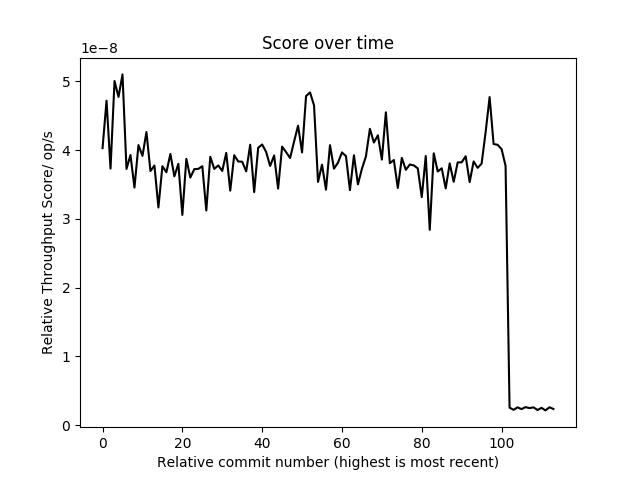 Score over time
1e−8
5
4
3
2
1
0
Relative Throughput Score/ op/s
0 20 40 60 80 100
Relative commit number (highest is most recent)